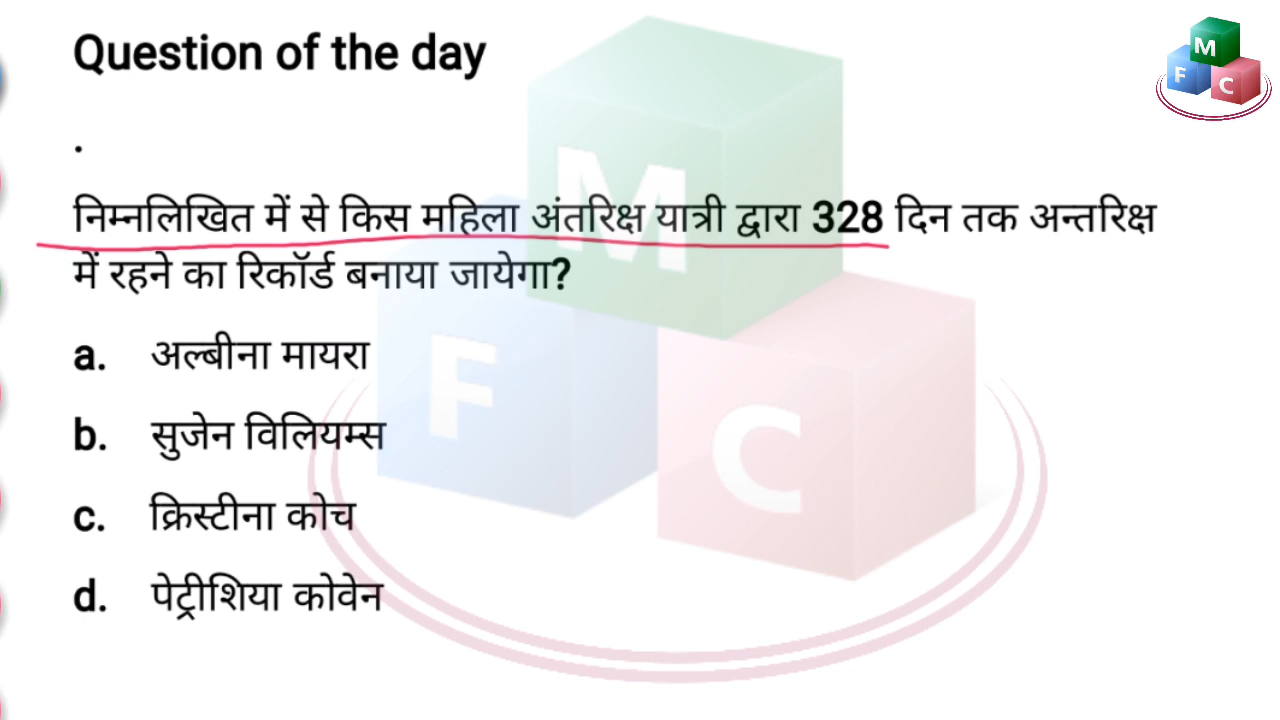 Question of the day
M
F C
.
निम्नलिखित में से किस महिला अंतरिक्ष यात्री द्वारा 328 दिन तक अन्तरिक्ष
में रहने का रिकॉर्ड बनाया जायेगा?
a. अल्बीना मायरा
b. सुजेन विलियम्स
c. क्रिस्टीना कोच
d. पेट्रीशिया कोवेन
M
F C